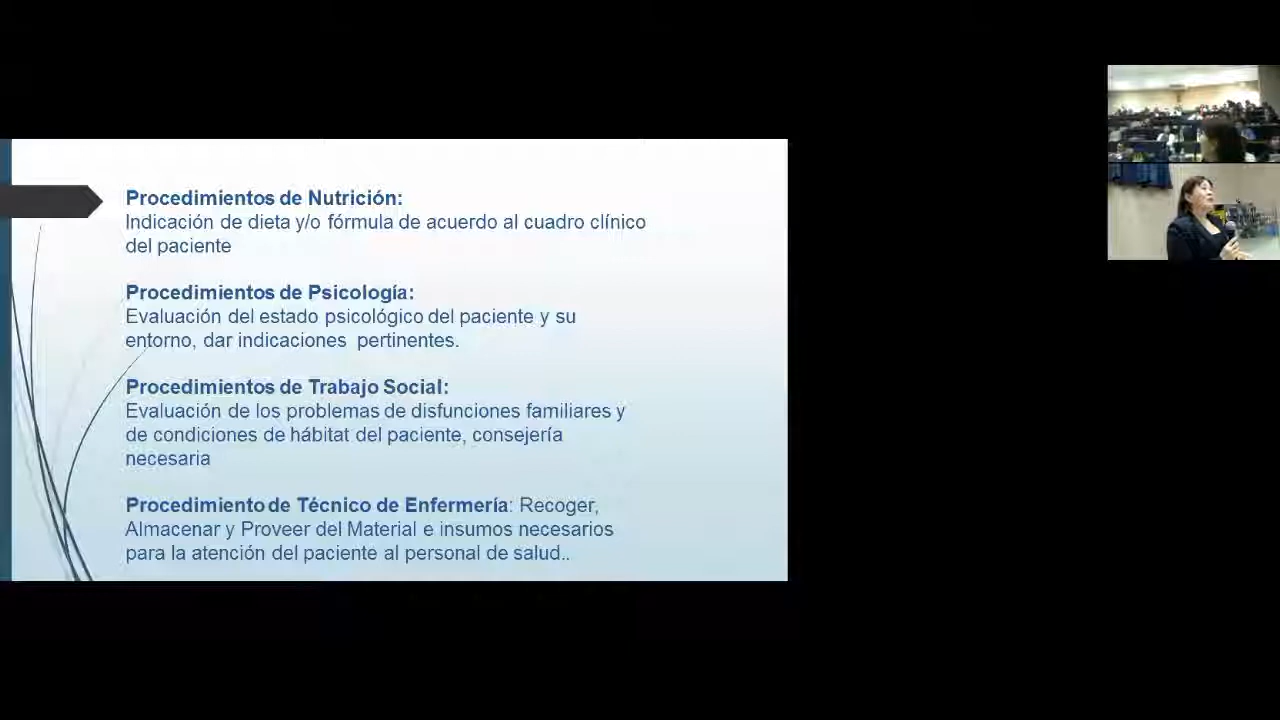 Procedimientos de Nutrición:
Indicación de dieta y/o fórmula de acuerdo al cuadro clínico
del paciente
Procedimientos de Psicología:
Evaluación del estado psicológico del paciente y su
entorno, dar indicaciones pertinentes.
Procedimientos de Trabajo Social:
Evaluación de los problemas de disfunciones familiares y
de condiciones de hábitat del paciente, consejería
necesaria
Procedimiento de Técnico de Enfermería: Recoger,
Almacenar y Proveer del Material e insumos necesarios
para la atención del paciente al personal de salud..